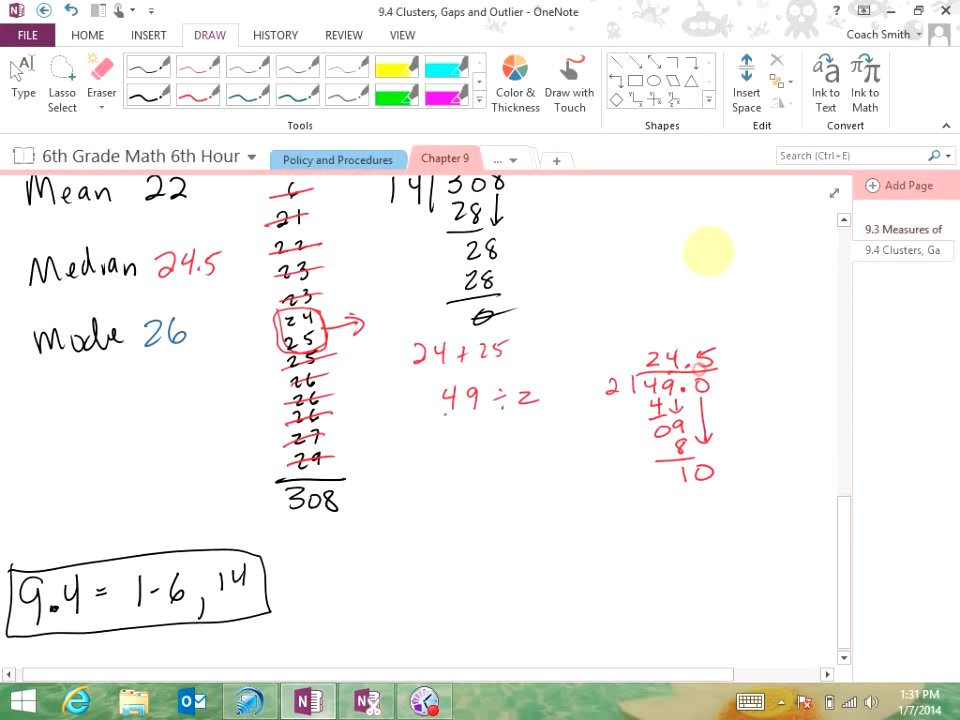 9.4 Clusters, Gaps and Outlier - OneNote
FILE HOME INSERT DRAW HISTORY REVIEW VIEW
Coach Smith
Type
Lasso Select
Eraser
Color & Thickness
Draw with Touch
Insert Space
Ink to Text
Ink to Math
Tools
Shapes
Edit
Convert
6th Grade Math 6th Hour
Policy and Procedures
Chapter 9
...
Search (Ctrl+E)
Add Page
9.3 Measures of
9.4 Clusters, Ga
Mean 22
Median 24.5
Mode 26
6
21
22
23
23
24
25
25
26
26
26
27
29
308
14 308
28
28
28
0
24 + 25
49 ÷ 2
24.5
2 49.0
4
09
8
10
9.4 = 1-6, 14
1:31 PM
1/7/2014